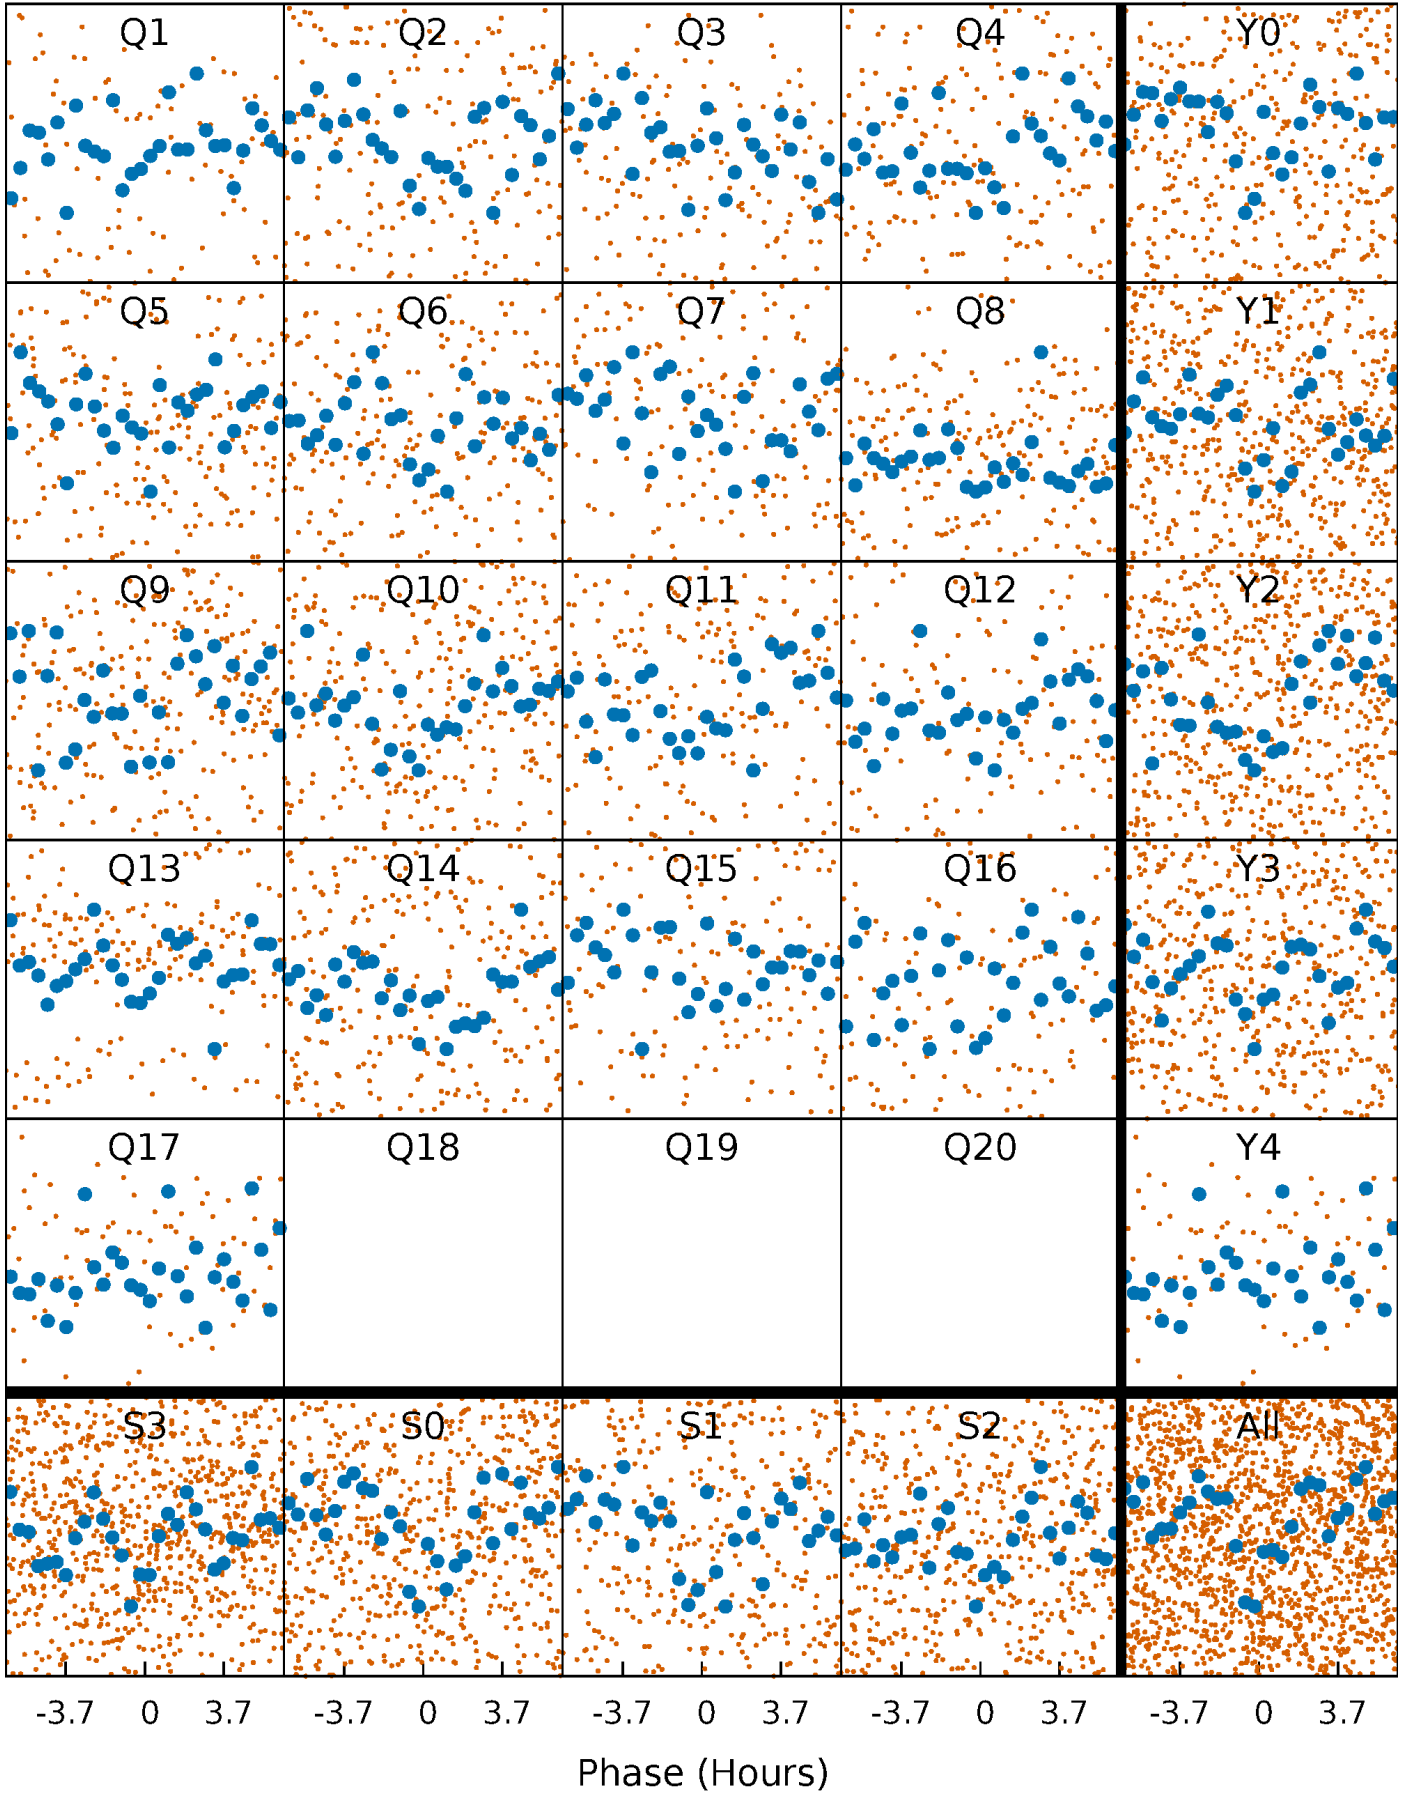 Q1 Q2 Q3 Q4 Y0
Q5 Q6 Q7 Q8 Y1
Q9 Q10 Q11 Q12 Y2
Q13 Q14 Q15 Q16 Y3
Q17 Q18 Q19 Q20 Y4
S3 S0 S1 S2 All
-3.7 0 3.7 -3.7 0 3.7 -3.7 0 3.7 -3.7 0 3.7 -3.7 0 3.7
Phase (Hours)